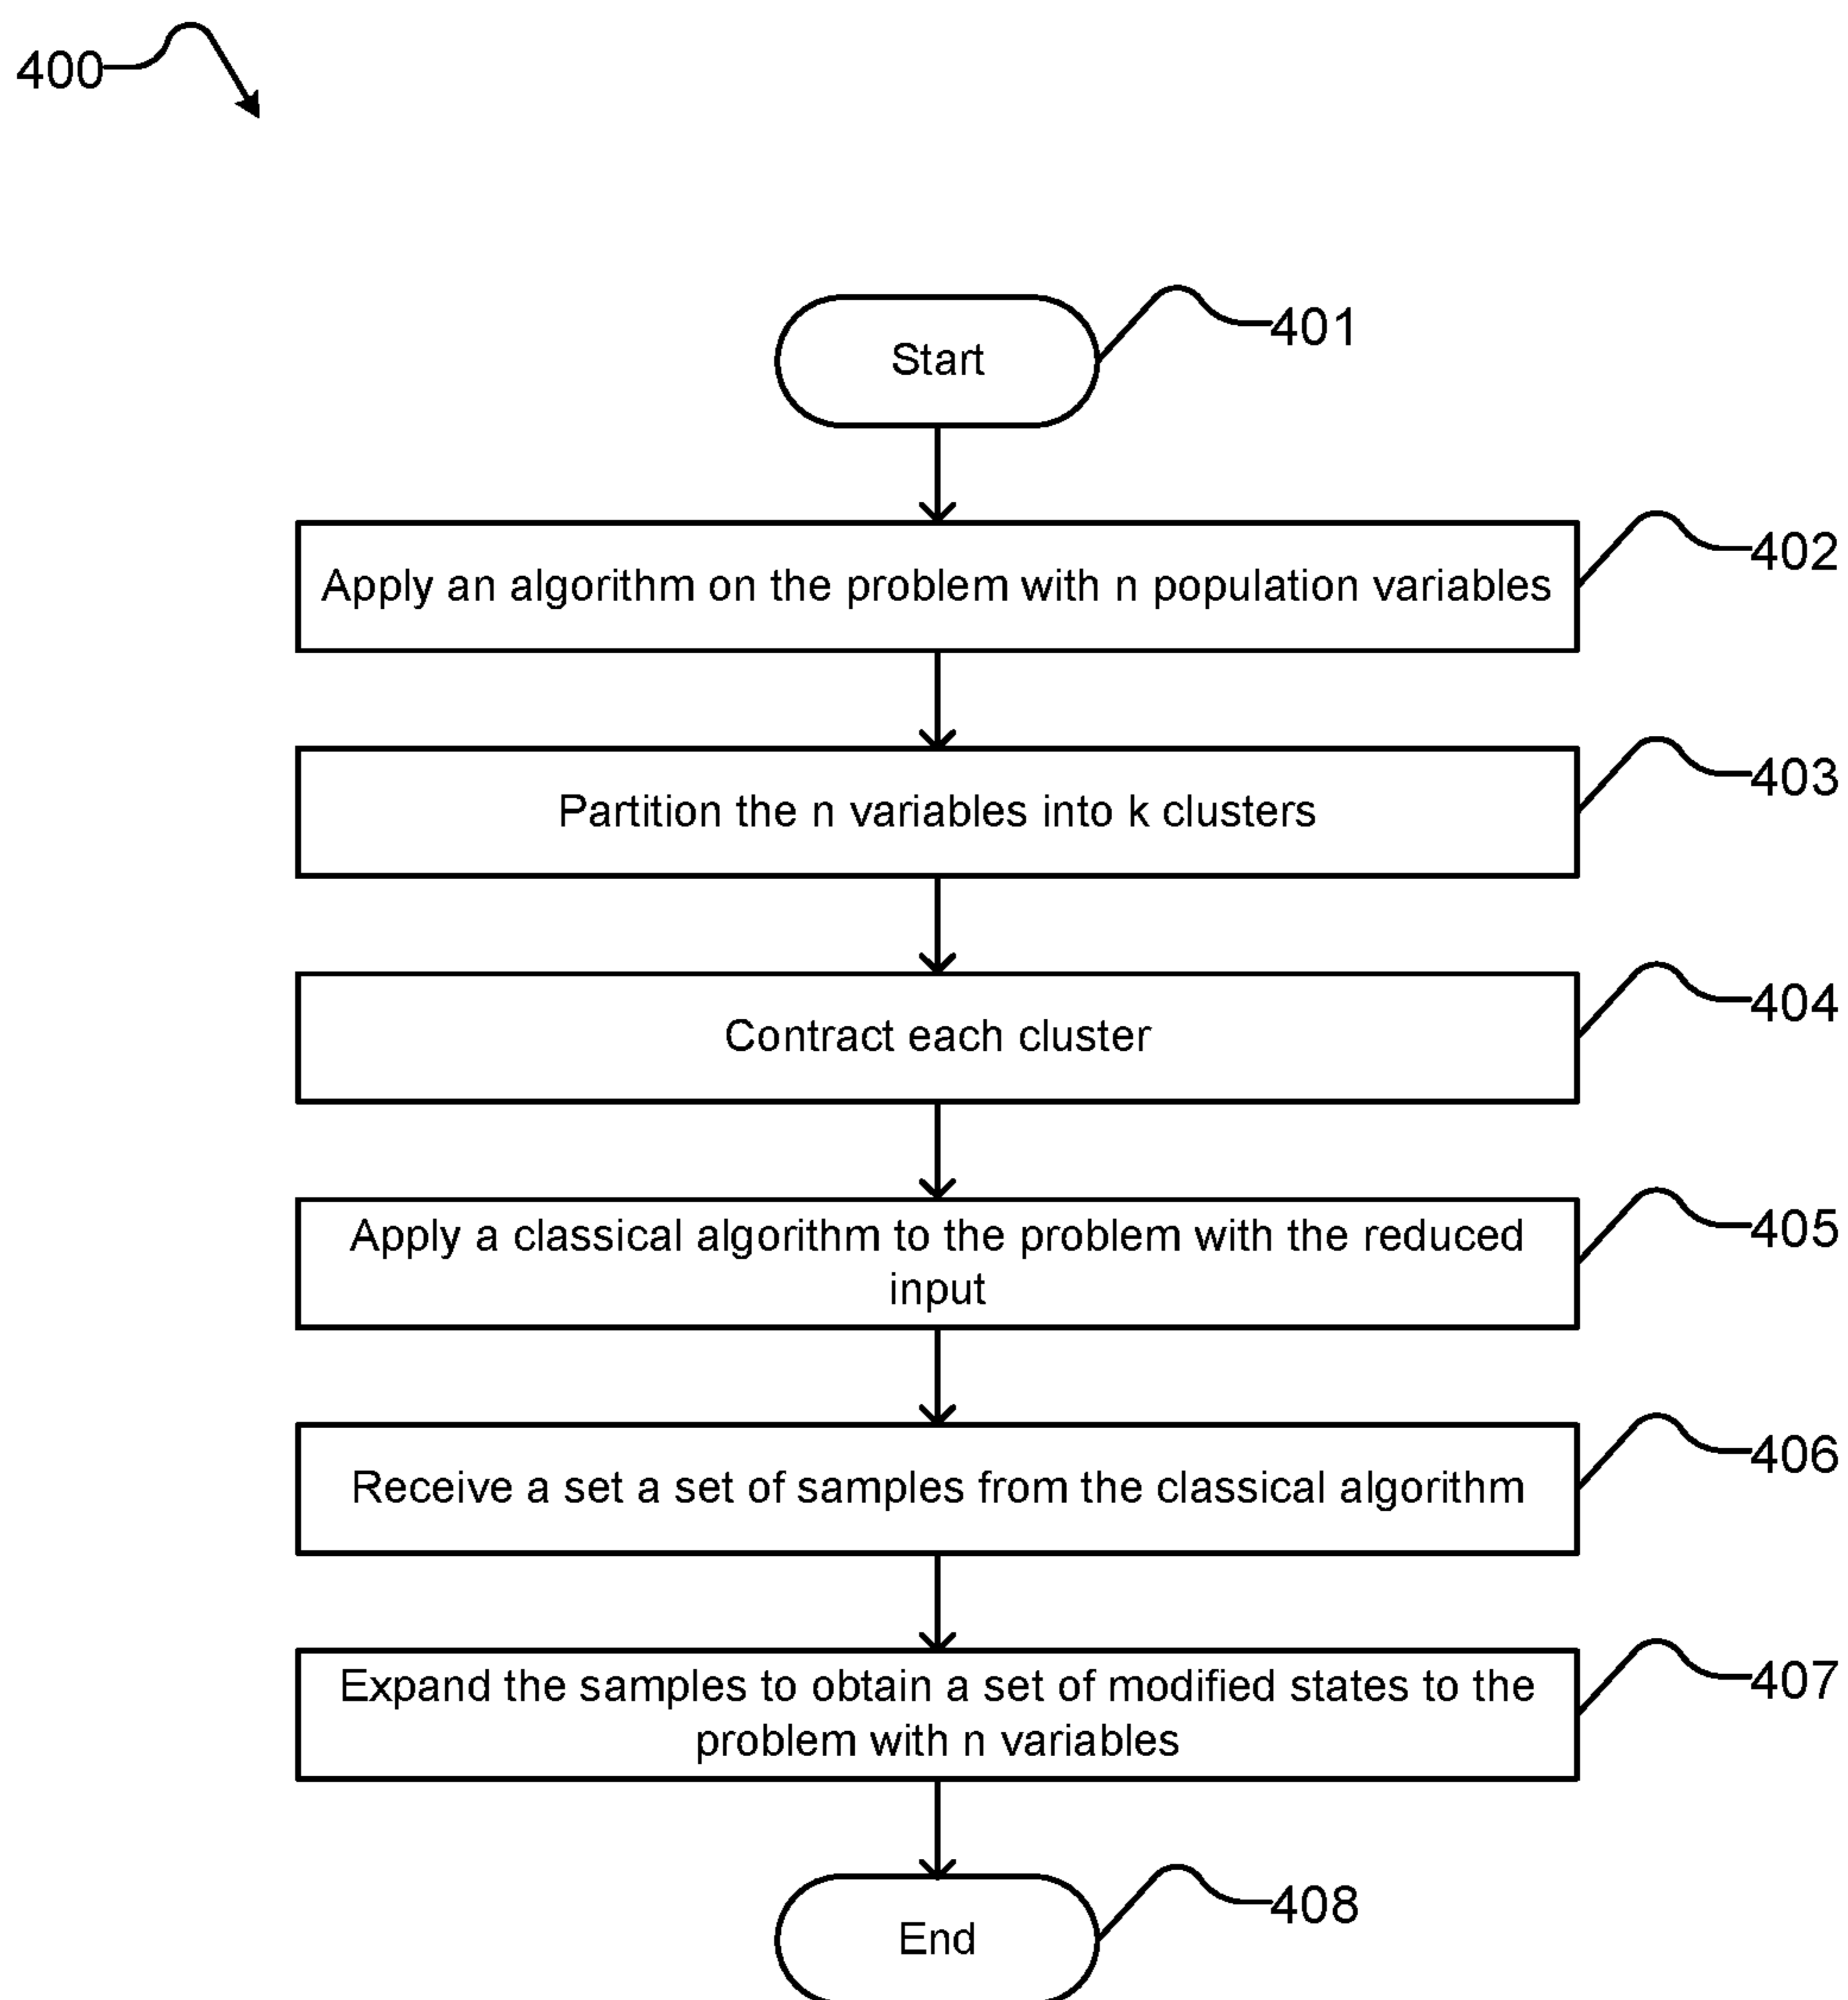 400
Start
401
Apply an algorithm on the problem with n population variables
402
Partition the n variables into k clusters
403
Contract each cluster
404
Apply a classical algorithm to the problem with the reduced
input
405
Receive a set a set of samples from the classical algorithm
406
Expand the samples to obtain a set of modified states to the
problem with n variables
407
End
408